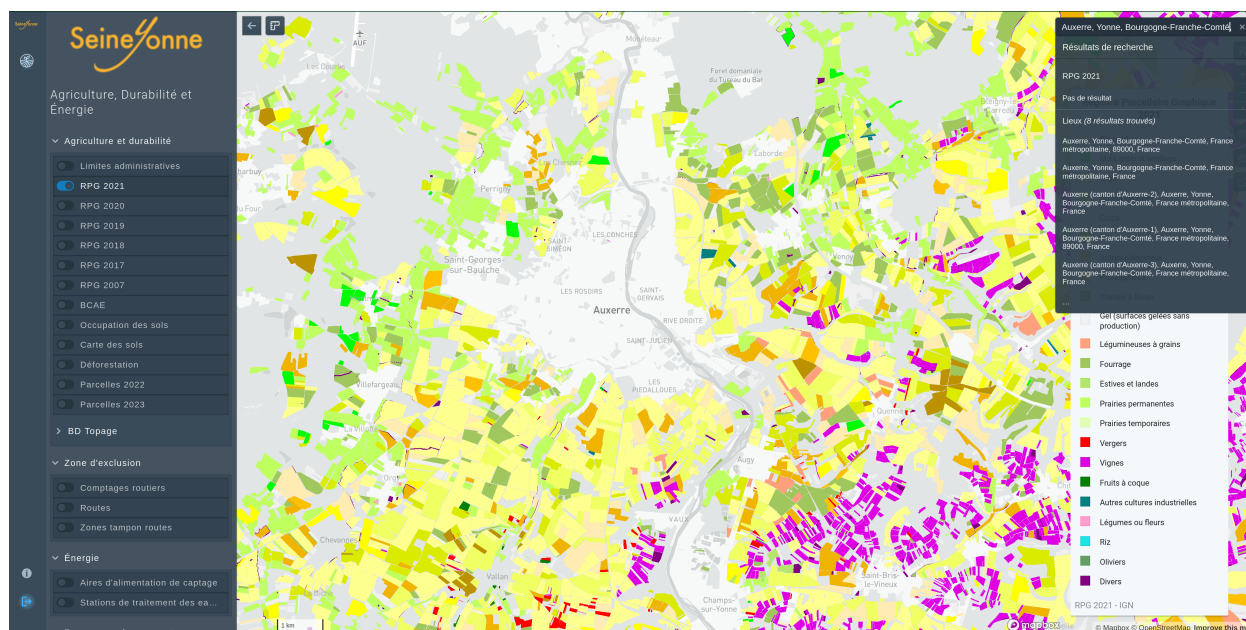 SeineYonne
SeineYonne
Agriculture, Durabilité et
Énergie
Agriculture et durabilité
Limites administratives
RPG 2021
RPG 2020
RPG 2019
RPG 2018
RPG 2017
RPG 2007
BCAE
Occupation des sols
Carte des sols
Déforestation
Parcelles 2022
Parcelles 2023
BD Topage
Zone d'exclusion
Comptages routiers
Routes
Zones tampon routes
Énergie
Aires d'alimentation de captage
Stations de traitement des ea...
AUF
Monéteau
Forêt domaniale
du Tureau du Bar
Bleigny-le-
Carreau
Laborde
Perrigny
LES CONCHES
SAINT-
SIMÉON
Saint-Georges-
sur-Baulche
Venoy
LES ROSOIRS
SAINT-
GERVAIS
Auxerre
RIVE DROITE
SAINT-JULIEN
LES
PIEDALLOUES
Villefargeau
Quenne
Augy
VAUX
Chevannes
Vallan
Saint-Bris-
le-Vineux
Champs-
sur-Yonne
1 km
mapbox
© Mapbox © OpenStreetMap Improve this m
Auxerre, Yonne, Bourgogne-Franche-Comté,
Résultats de recherche
RPG 2021
Pas de résultat
Lieux (8 résultats trouvés)
Auxerre, Yonne, Bourgogne-Franche-Comté, France
métropolitaine, 89000, France
Auxerre, Yonne, Bourgogne-Franche-Comté, France
métropolitaine, France
Auxerre (canton d'Auxerre-2), Auxerre, Yonne,
Bourgogne-Franche-Comté, France métropolitaine,
France
Auxerre (canton d'Auxerre-1), Auxerre, Yonne,
Bourgogne-Franche-Comté, France métropolitaine,
89000, France
Auxerre (canton d'Auxerre-3), Auxerre, Yonne,
Bourgogne-Franche-Comté, France métropolitaine,
France
...
Gel (surfaces gelées sans
production)
Légumineuses à grains
Fourrage
Estives et landes
Prairies permanentes
Prairies temporaires
Vergers
Vignes
Fruits à coque
Autres cultures industrielles
Légumes ou fleurs
Riz
Oliviers
Divers
RPG 2021 - IGN